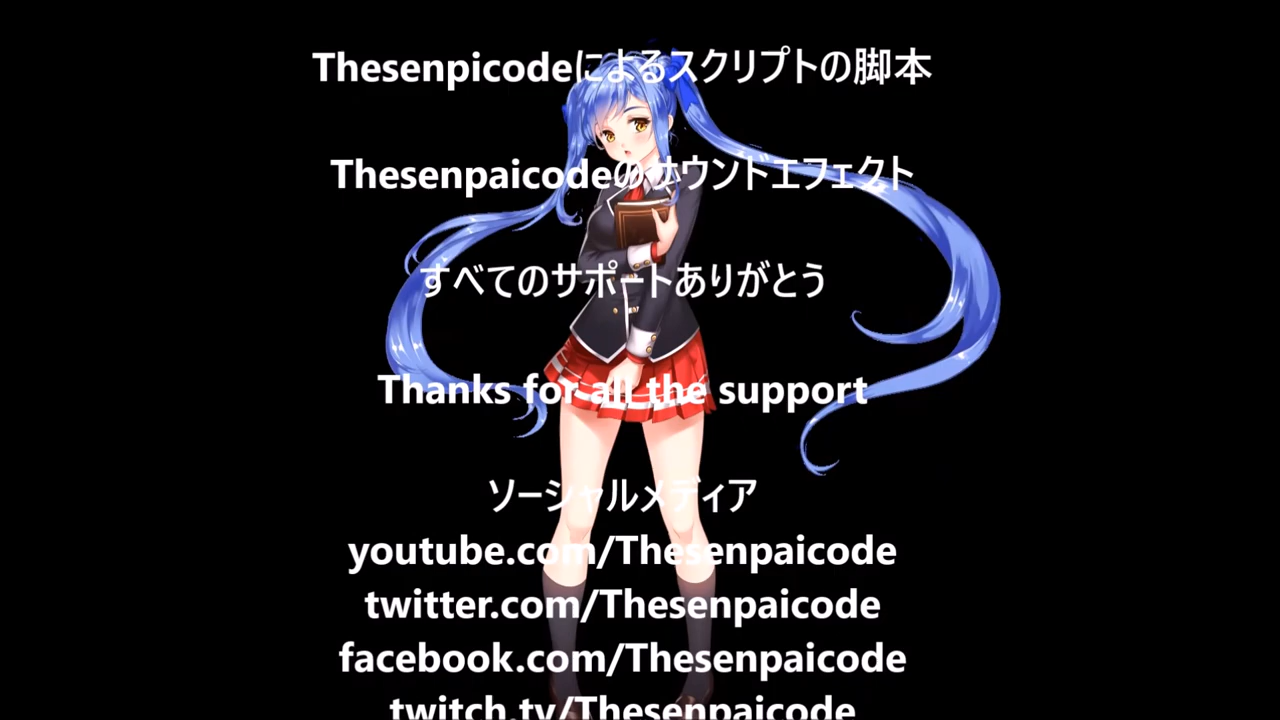 Thesenpicodeによるスクリプトの脚本
Thesenpaicodeのサウンドエフェクト
すべてのサポートありがとう
Thanks for all the support
ソーシャルメディア
youtube.com/Thesenpaicode
twitter.com/Thesenpaicode
facebook.com/Thesenpaicode
twitch.tv/Thesenpaicode